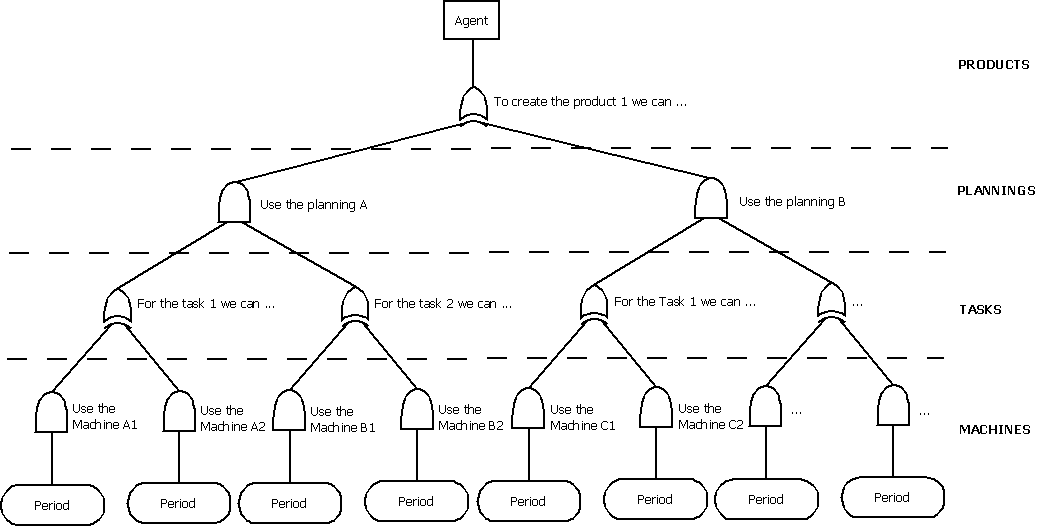 Agent
PRODUCTS
To create the product 1 we can ...
PLANNINGS
Use the planning A
Use the planning B
For the task 1 we can ...
For the task 2 we can ...
For the Task 1 we can ...
...
TASKS
Use the
Machine A1
Use the
Machine A2
Use the
Machine B1
Use the
Machine B2
Use the
Machine C1
Use the
Machine C2
...
...
MACHINES
Period
Period
Period
Period
Period
Period
Period
Period